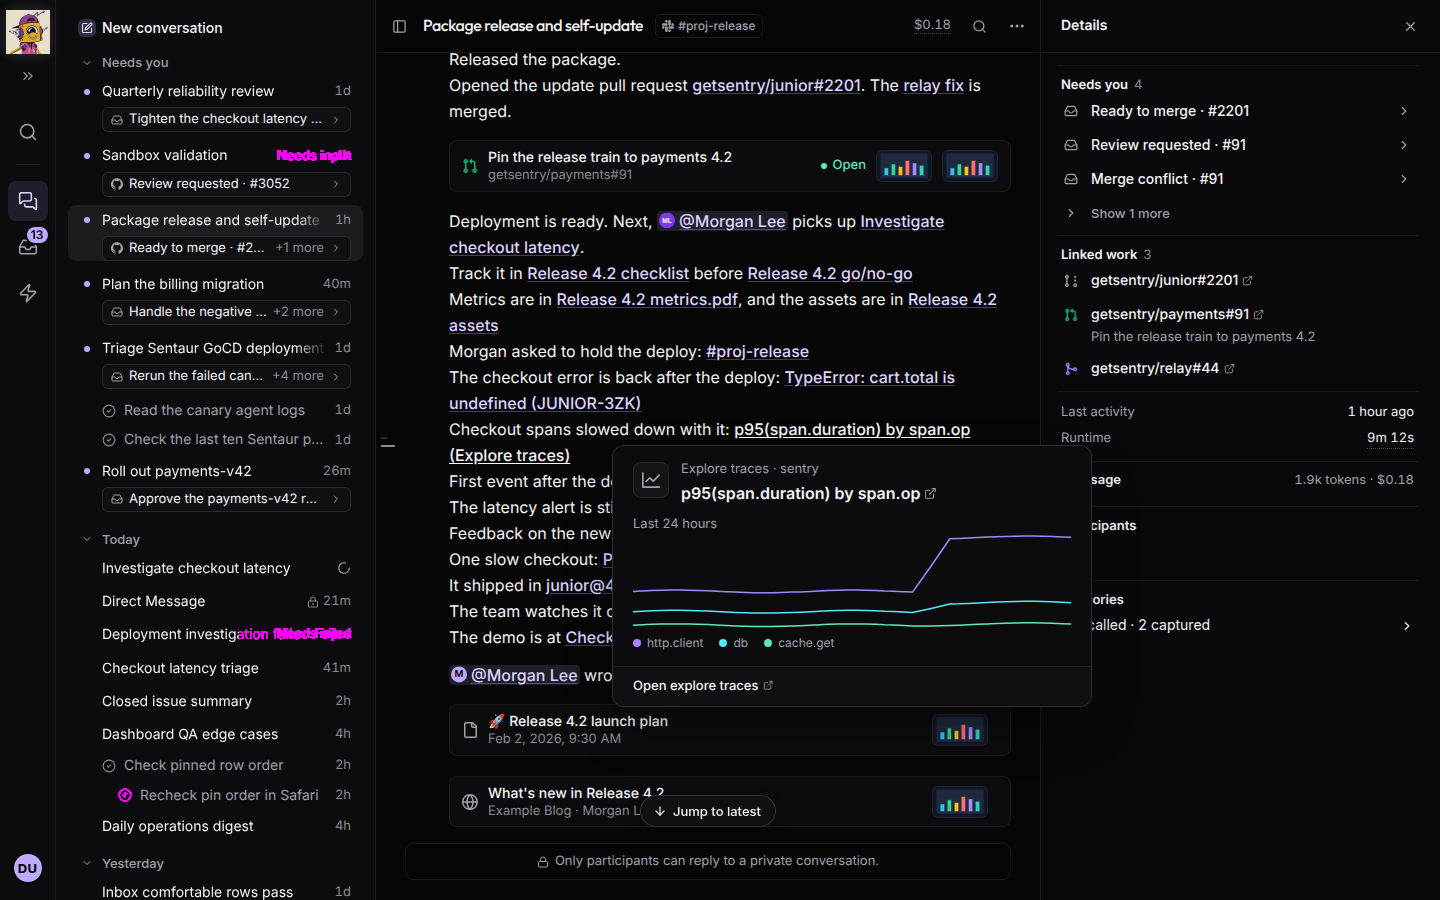 New conversation
Needs you
Quarterly reliability review 1d
Tighten the checkout latency ...
Sandbox validation
Review requested · #3052
Package release and self-update 1h
Ready to merge · #2... +1 more
13
Plan the billing migration 40m
Handle the negative ... +2 more
Triage Sentaur GoCD deployment 1d
Rerun the failed can... +4 more
Read the canary agent logs 1d
Check the last ten Sentaur p... 1d
Roll out payments-v42 26m
Approve the payments-v42 r...
Today
Investigate checkout latency
Direct Message 21m
Deployment investigation
Checkout latency triage 41m
Closed issue summary 2h
Dashboard QA edge cases 4h
Check pinned row order 2h
Recheck pin order in Safari 2h
Daily operations digest 4h
Yesterday
Inbox comfortable rows pass 1d
DU
Package release and self-update #proj-release $0.18
Released the package.
Opened the update pull request getsentry/junior#2201. The relay fix is
merged.
Pin the release train to payments 4.2
getsentry/payments#91
Open
Deployment is ready. Next, ML @Morgan Lee picks up Investigate
checkout latency.
Track it in Release 4.2 checklist before Release 4.2 go/no-go
Metrics are in Release 4.2 metrics.pdf, and the assets are in Release 4.2
assets
Morgan asked to hold the deploy: #proj-release
The checkout error is back after the deploy: TypeError: cart.total is
undefined (JUNIOR-3ZK)
Checkout spans slowed down with it: p95(span.duration) by span.op
(Explore traces)
First event after the
The latency alert is
Feedback on the new
One slow checkout:
It shipped in junior@4
The team watches it
The demo is at
M @Morgan Lee
Explore traces · sentry
p95(span.duration) by span.op
Last 24 hours
http.client db cache.get
Open explore traces
🚀 Release 4.2 launch plan
Feb 2, 2026, 9:30 AM
What's new in Release 4.2
Example Blog · Morgan
Jump to latest
Only participants can reply to a private conversation.
Details
Needs you 4
Ready to merge · #2201
Review requested · #91
Merge conflict · #91
Show 1 more
Linked work 3
getsentry/junior#2201
getsentry/payments#91
Pin the release train to payments 4.2
getsentry/relay#44
Last activity 1 hour ago
Runtime 9m 12s
1.9k tokens · $0.18
called · 2 captured